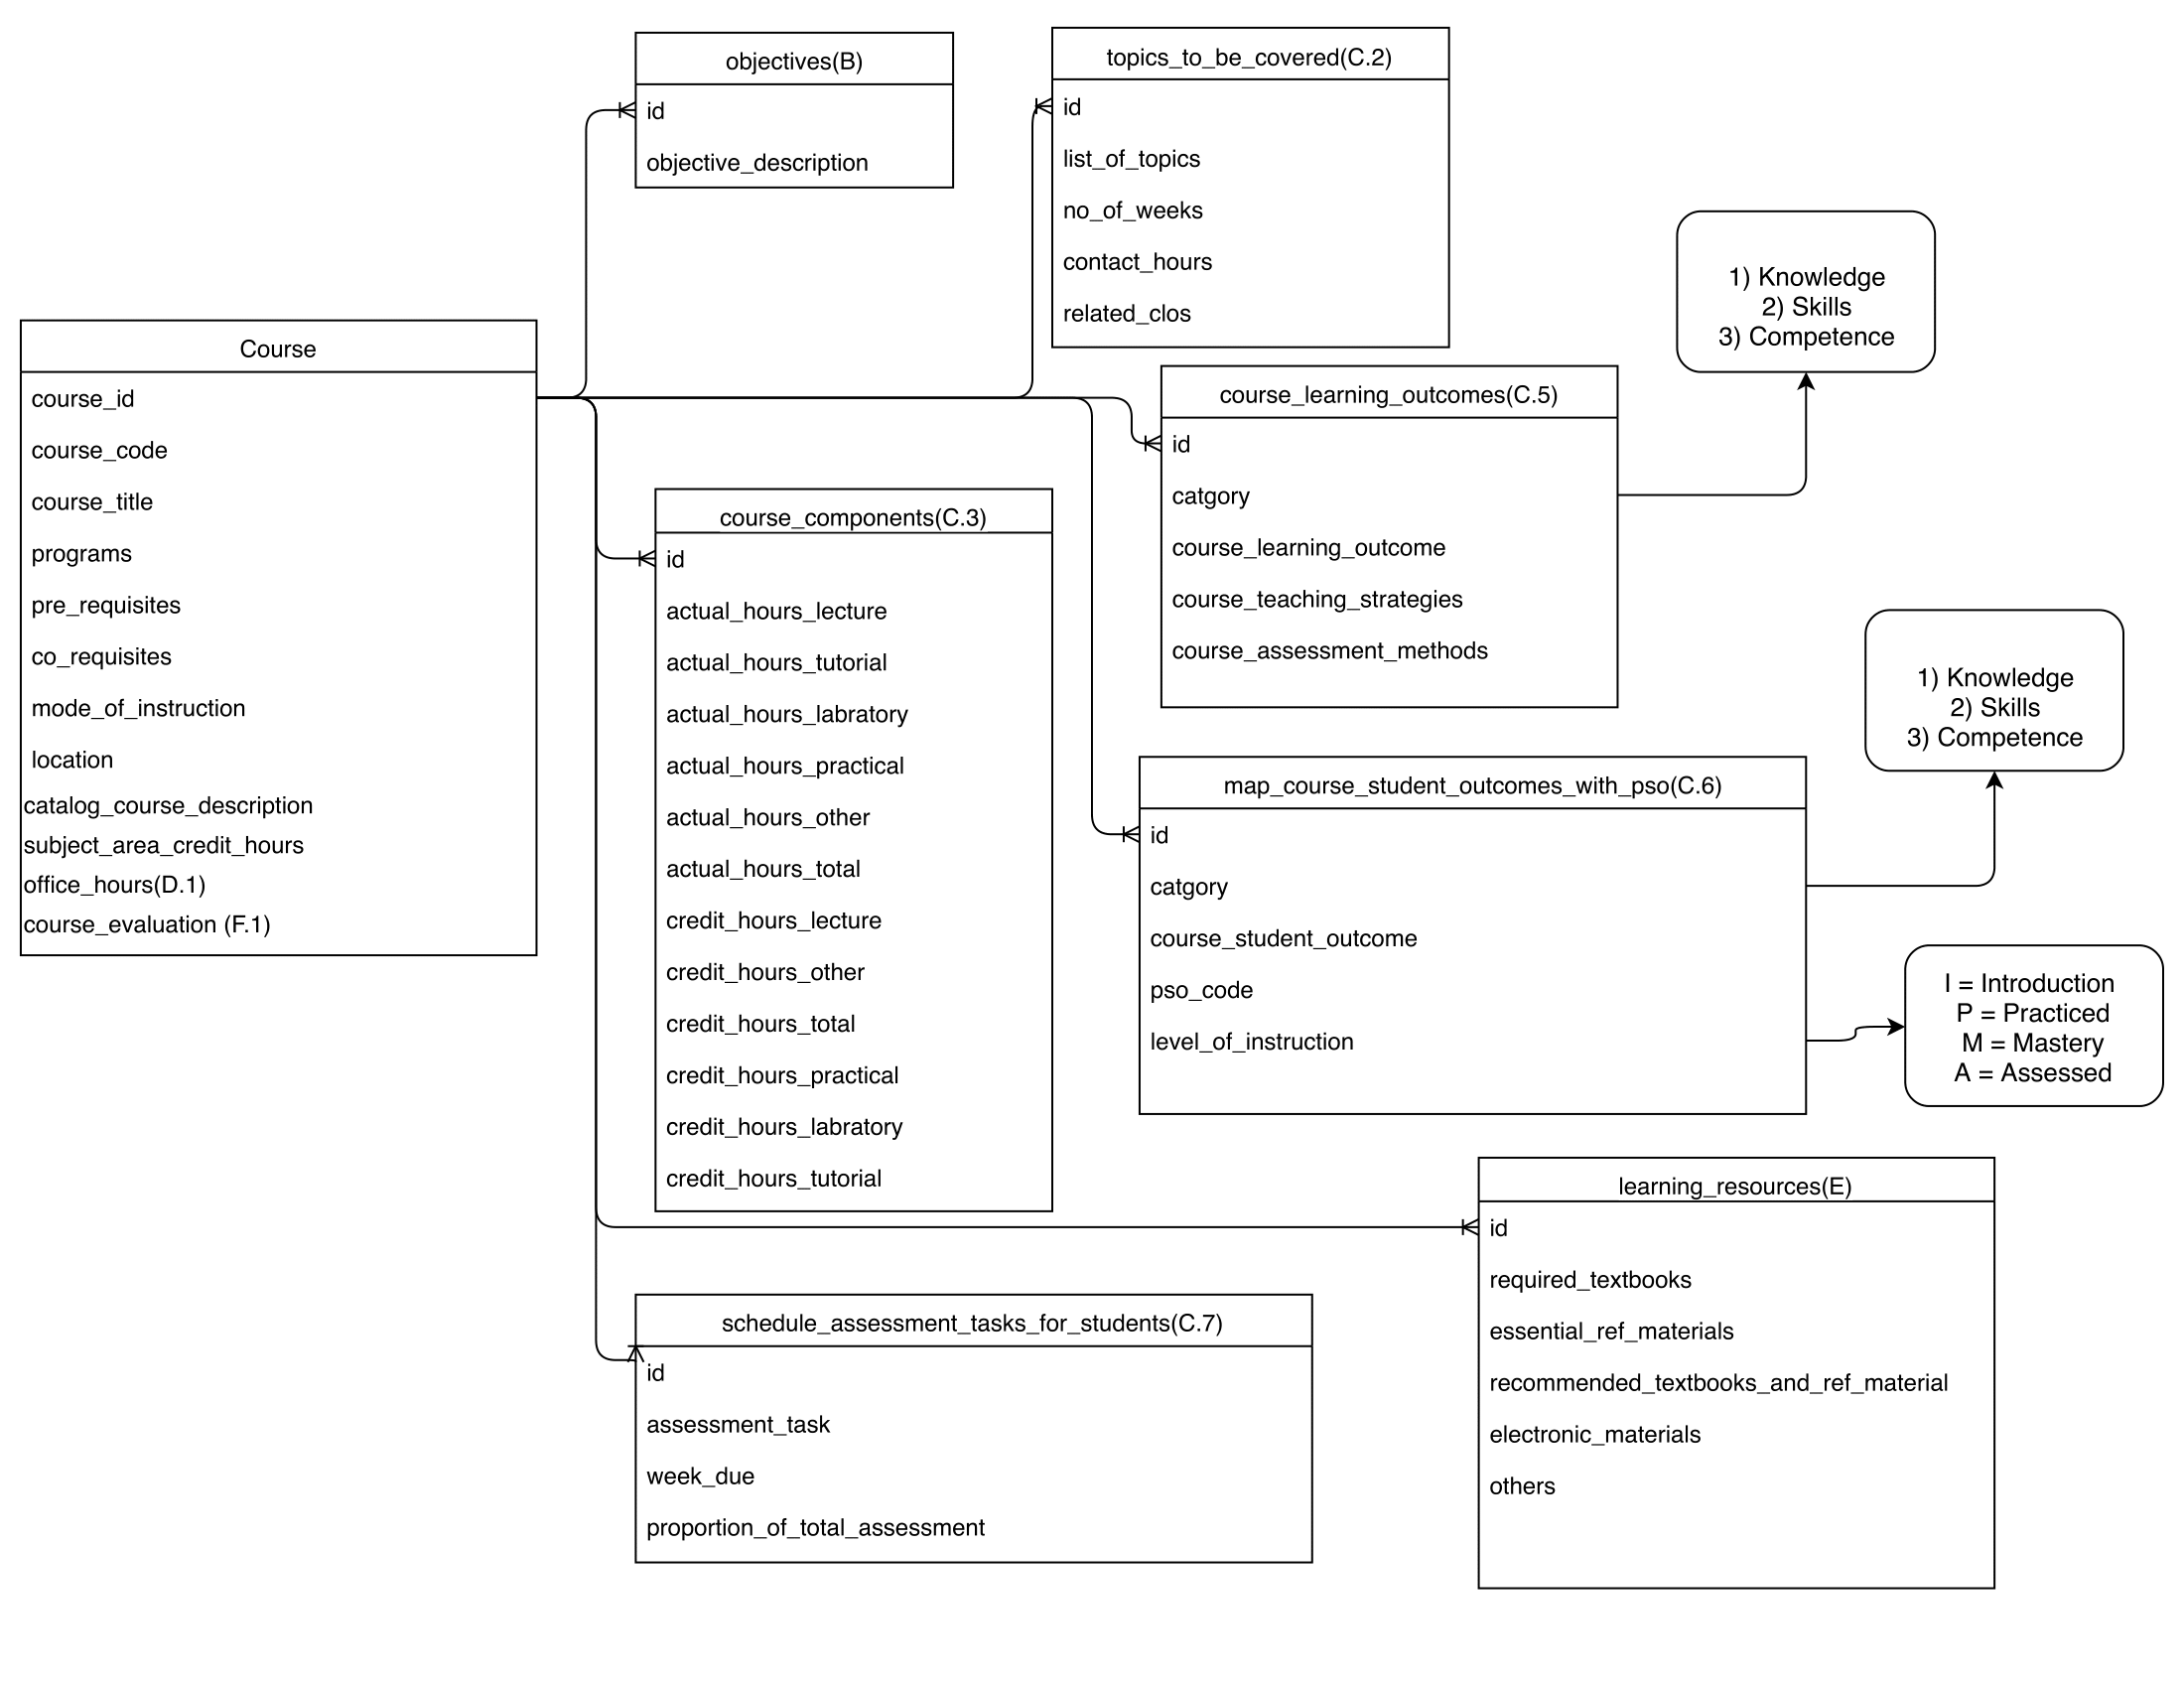 objectives(B)
id
objective_description
topics_to_be_covered(C.2)
id
list_of_topics
no_of_weeks
contact_hours
related_clos
1) Knowledge
2) Skills
3) Competence
Course
course_id
course_code
course_title
programs
pre_requisites
co_requisites
mode_of_instruction
location
catalog_course_description
subject_area_credit_hours
office_hours(D.1)
course_evaluation (F.1)
course_learning_outcomes(C.5)
id
catgory
course_learning_outcome
course_teaching_strategies
course_assessment_methods
course_components(C.3)
id
actual_hours_lecture
actual_hours_tutorial
actual_hours_labratory
actual_hours_practical
actual_hours_other
actual_hours_total
credit_hours_lecture
credit_hours_other
credit_hours_total
credit_hours_practical
credit_hours_labratory
credit_hours_tutorial
1) Knowledge
2) Skills
3) Competence
map_course_student_outcomes_with_pso(C.6)
id
catgory
course_student_outcome
pso_code
level_of_instruction
I = Introduction
P = Practiced
M = Mastery
A = Assessed
learning_resources(E)
id
required_textbooks
essential_ref_materials
recommended_textbooks_and_ref_material
electronic_materials
others
schedule_assessment_tasks_for_students(C.7)
id
assessment_task
week_due
proportion_of_total_assessment